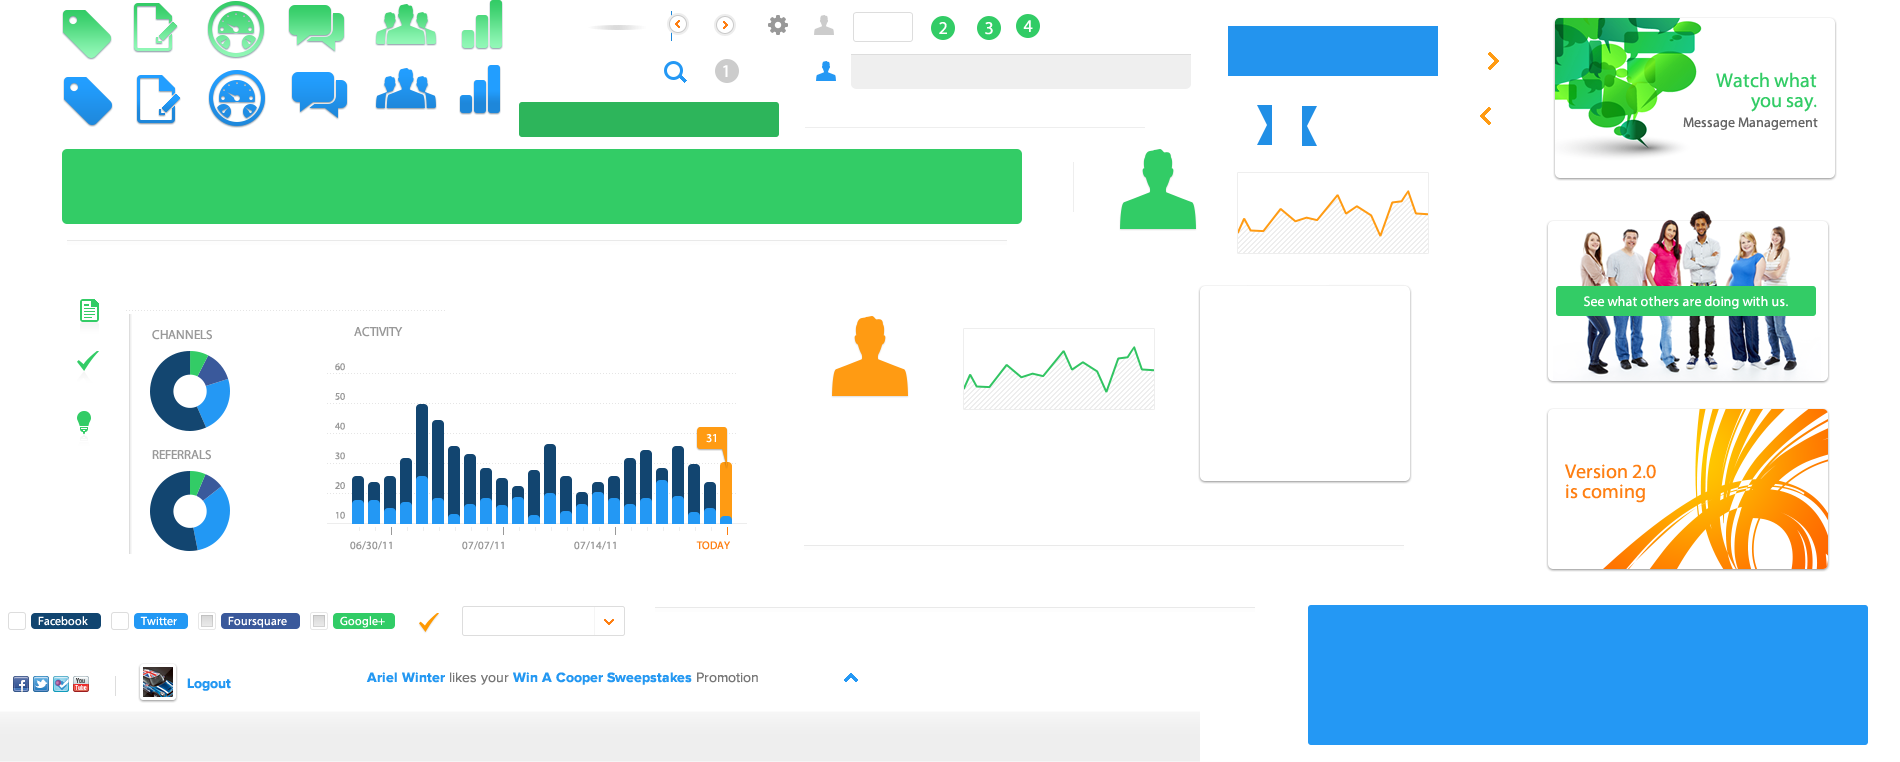 2
3
4
1
Watch what
you say.
Message Management
See what others are doing with us.
CHANNELS
ACTIVITY
60
50
40
31
REFERRALS
30
20
10
06/30/11
07/07/11
07/14/11
TODAY
Version 2.0
is coming
Facebook
Twitter
Foursquare
Google+
You
Tube
Logout
Ariel Winter likes your Win A Cooper Sweepstakes Promotion